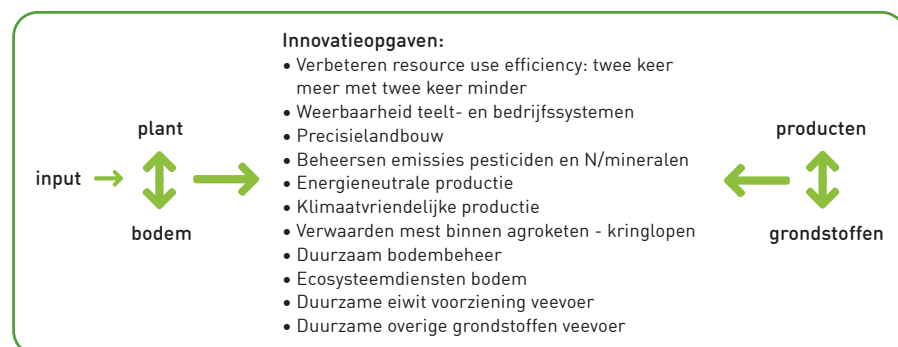 Innovatieopgaven:
• Verbeteren resource use efficiency: twee keer
meer met twee keer minder
• Weerbaarheid teelt- en bedrijfssystemen
• Precisielandbouw
• Beheersen emissies pesticiden en N/mineralen
• Energieneutrale productie
• Klimaatvriendelijke productie
• Verwaarden mest binnen agroketen - kringlopen
• Duurzaam bodembeheer
• Ecosysteemdiensten bodem
• Duurzame eiwit voorziening veevoer
• Duurzame overige grondstoffen veevoer
plant
input
bodem
producten
grondstoffen